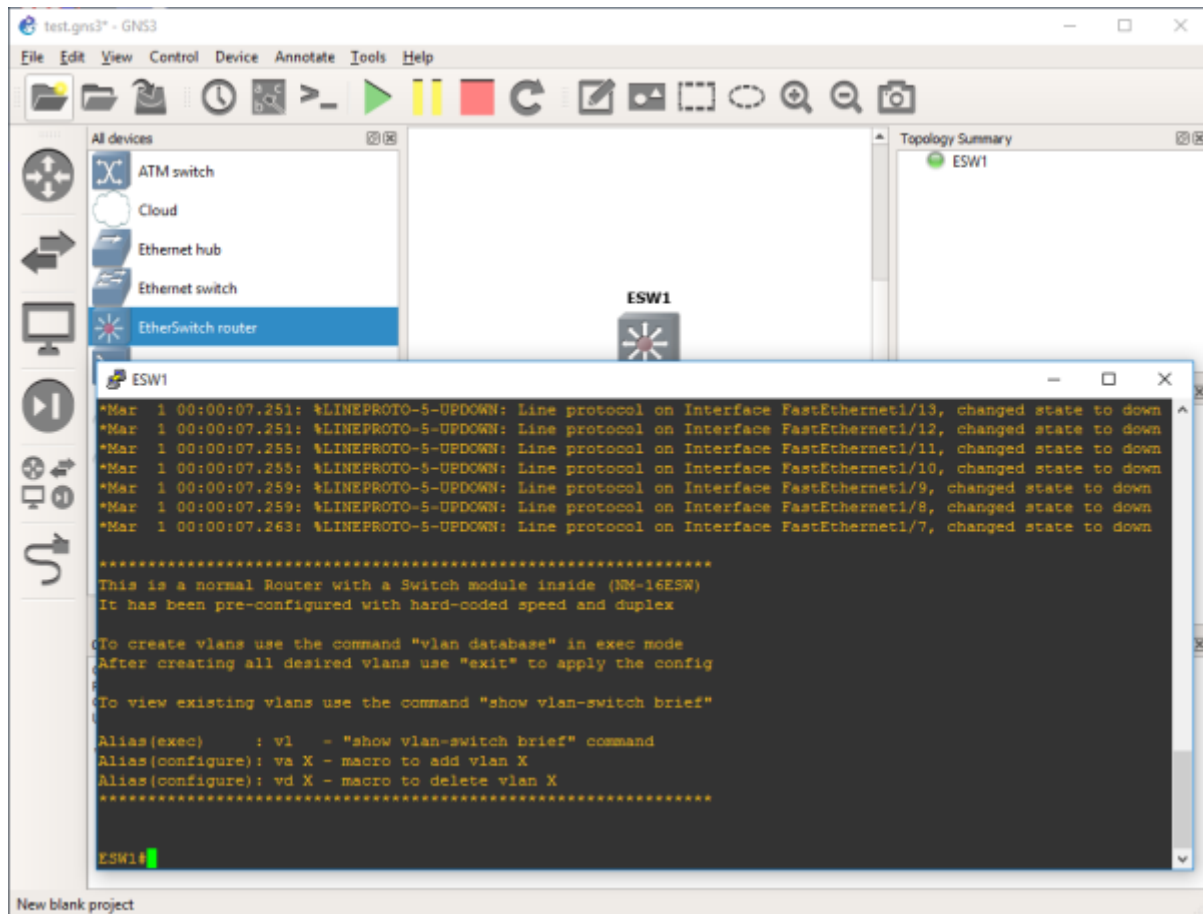 test.gns3* - GNS3
File Edit View Control Device Annotate Tools Help
All devices
ATM switch
Cloud
Ethernet hub
Ethernet switch
EtherSwitch router
ESW1
Topology Summary
ESW1
ESW1
*Mar  1 00:00:07.251: %LINEPROTO-5-UPDOWN: Line protocol on Interface FastEthernet1/13, changed state to down
*Mar  1 00:00:07.251: %LINEPROTO-5-UPDOWN: Line protocol on Interface FastEthernet1/12, changed state to down
*Mar  1 00:00:07.255: %LINEPROTO-5-UPDOWN: Line protocol on Interface FastEthernet1/11, changed state to down
*Mar  1 00:00:07.255: %LINEPROTO-5-UPDOWN: Line protocol on Interface FastEthernet1/10, changed state to down
*Mar  1 00:00:07.259: %LINEPROTO-5-UPDOWN: Line protocol on Interface FastEthernet1/9, changed state to down
*Mar  1 00:00:07.259: %LINEPROTO-5-UPDOWN: Line protocol on Interface FastEthernet1/8, changed state to down
*Mar  1 00:00:07.263: %LINEPROTO-5-UPDOWN: Line protocol on Interface FastEthernet1/7, changed state to down
***************************************************************
This is a normal Router with a Switch module inside (NM-16ESW)
It has been pre-configured with hard-coded speed and duplex
To create vlans use the command "vlan database" in exec mode
After creating all desired vlans use "exit" to apply the config
To view existing vlans use the command "show vlan-switch brief"
Alias(exec)     : vl   - "show vlan-switch brief" command
Alias(configure): va X - macro to add vlan X
Alias(configure): vd X - macro to delete vlan X
***************************************************************
ESW1#
New blank project